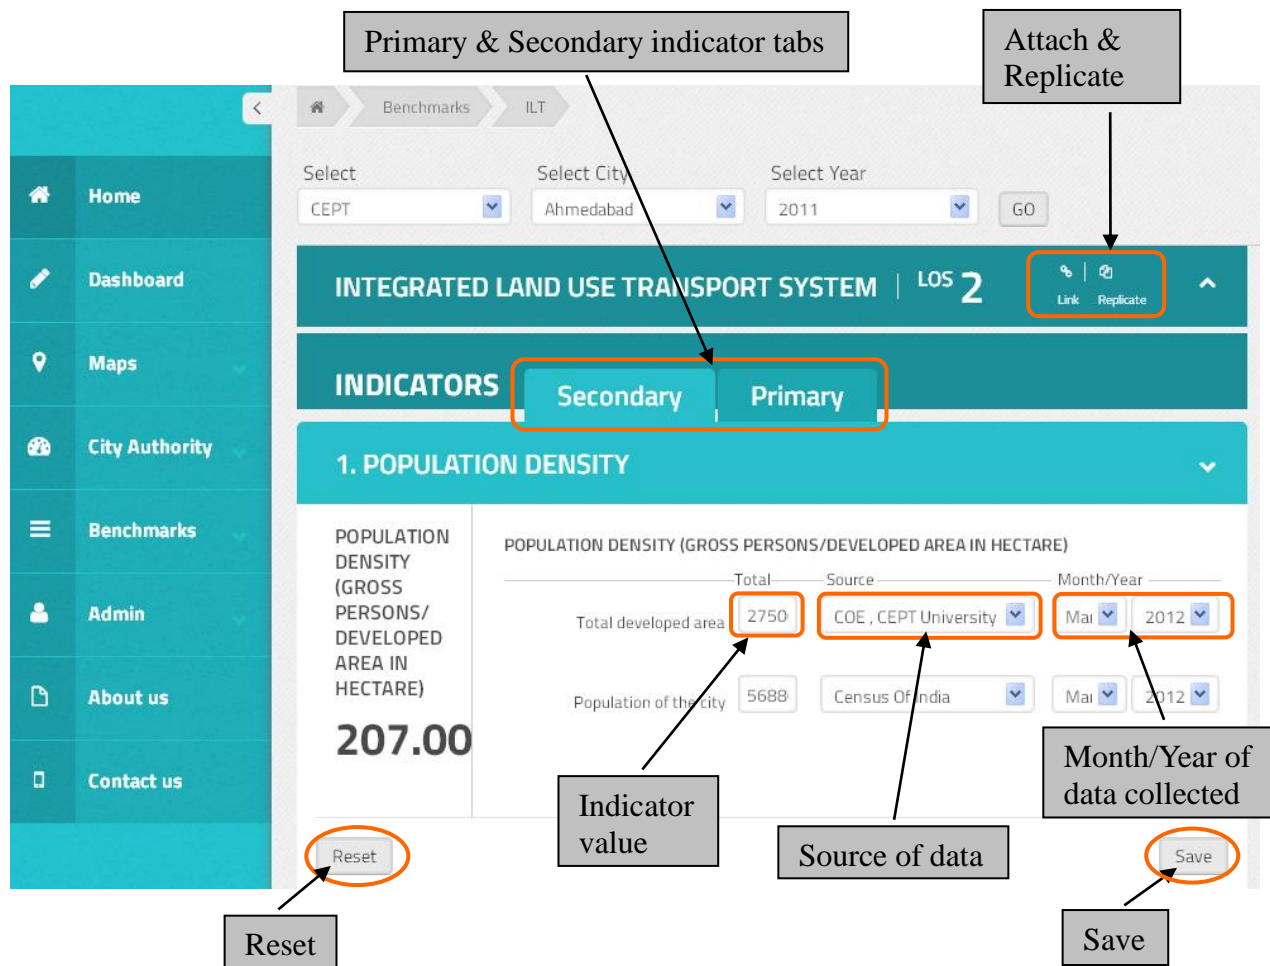 Primary & Secondary indicator tabs
Attach &
Replicate
Benchmarks
ILT
Select
Select City
Select Year
CEPT
Ahmedabad
2011
GO
Home
Dashboard
Maps
City Authority
Benchmarks
Admin
About us
Contact us
INTEGRATED LAND USE TRANSPORT SYSTEM | LOS 2
Link
Replicate
INDICATORS
Secondary
Primary
1. POPULATION DENSITY
POPULATION
DENSITY
(GROSS
PERSONS/
DEVELOPED
AREA IN
HECTARE)
207.00
POPULATION DENSITY (GROSS PERSONS/DEVELOPED AREA IN HECTARE)
Total
Source
Month/Year
Total developed area
2750
COE , CEPT University
Mar
2012
Population of the city
5688
Census Of India
Mar
2012
Indicator
value
Source of data
Month/Year of
data collected
Reset
Save
Reset
Save